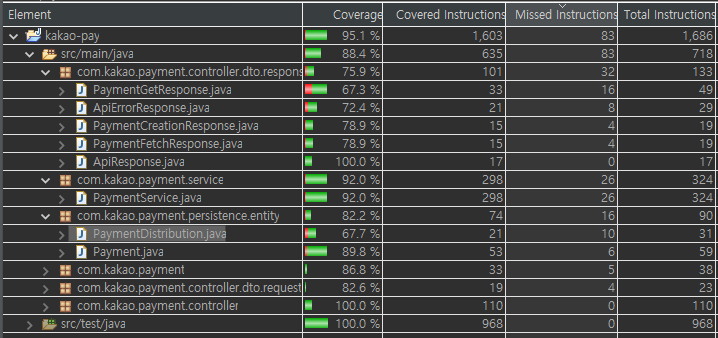 Element Coverage Covered Instructions Missed Instructions Total Instructions
kakao-pay 95.1 % 1,603 83 1,686
src/main/java 88.4 % 635 83 718
com.kakao.payment.controller.dto.respons 75.9 % 101 32 133
PaymentGetResponse.java 67.3 % 33 16 49
ApiErrorResponse.java 72.4 % 21 8 29
PaymentCreationResponse.java 78.9 % 15 4 19
PaymentFetchResponse.java 78.9 % 15 4 19
ApiResponse.java 100.0 % 17 0 17
com.kakao.payment.service 92.0 % 298 26 324
PaymentService.java 92.0 % 298 26 324
com.kakao.payment.persistence.entity 82.2 % 74 16 90
PaymentDistribution.java 67.7 % 21 10 31
Payment.java 89.8 % 53 6 59
com.kakao.payment 86.8 % 33 5 38
com.kakao.payment.controller.dto.request 82.6 % 19 4 23
com.kakao.payment.controller 100.0 % 110 0 110
src/test/java 100.0 % 968 0 968